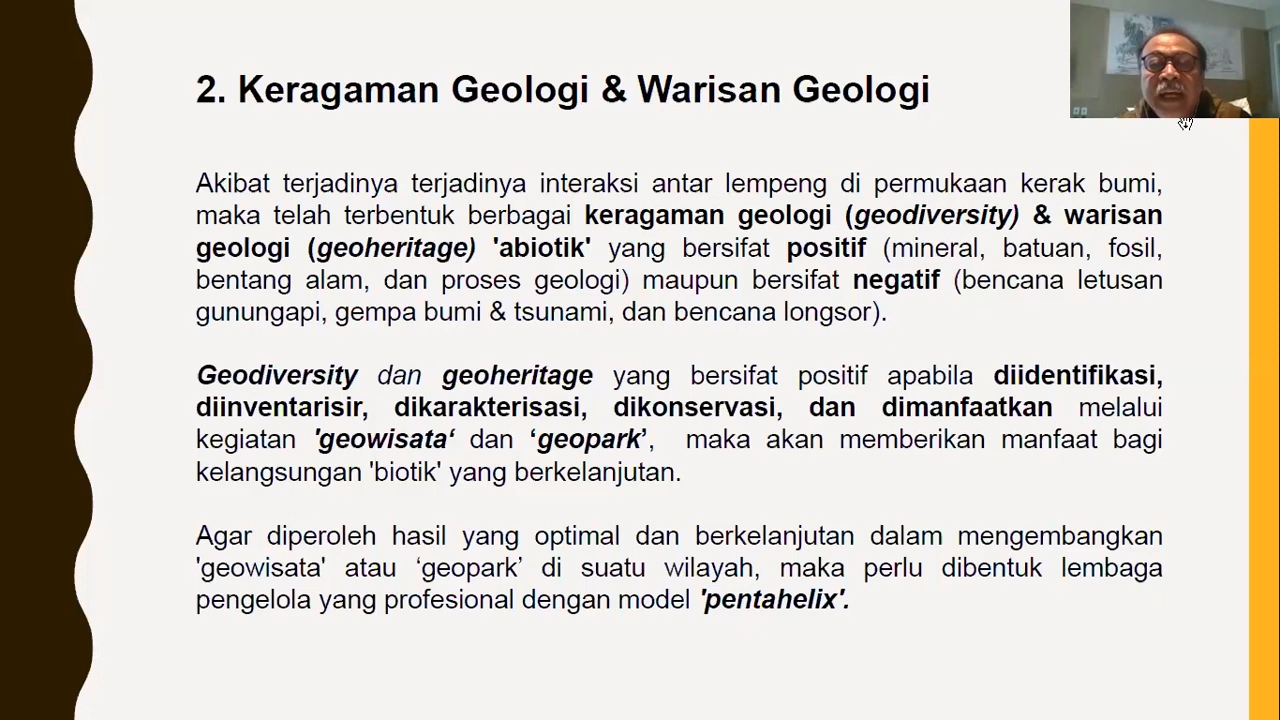 2. Keragaman Geologi & Warisan Geologi
Akibat terjadinya terjadinya interaksi antar lempeng di permukaan kerak bumi,
maka telah terbentuk berbagai keragaman geologi (geodiversity) & warisan
geologi (geoheritage) 'abiotik' yang bersifat positif (mineral, batuan, fosil,
bentang alam, dan proses geologi) maupun bersifat negatif (bencana letusan
gunungapi, gempa bumi & tsunami, dan bencana longsor).
Geodiversity dan geoheritage yang bersifat positif apabila diidentifikasi,
diinventarisir, dikarakterisasi, dikonservasi, dan dimanfaatkan melalui
kegiatan 'geowisata‘ dan ‘geopark’, maka akan memberikan manfaat bagi
kelangsungan 'biotik' yang berkelanjutan.
Agar diperoleh hasil yang optimal dan berkelanjutan dalam mengembangkan
'geowisata' atau ‘geopark’ di suatu wilayah, maka perlu dibentuk lembaga
pengelola yang profesional dengan model 'pentahelix'.